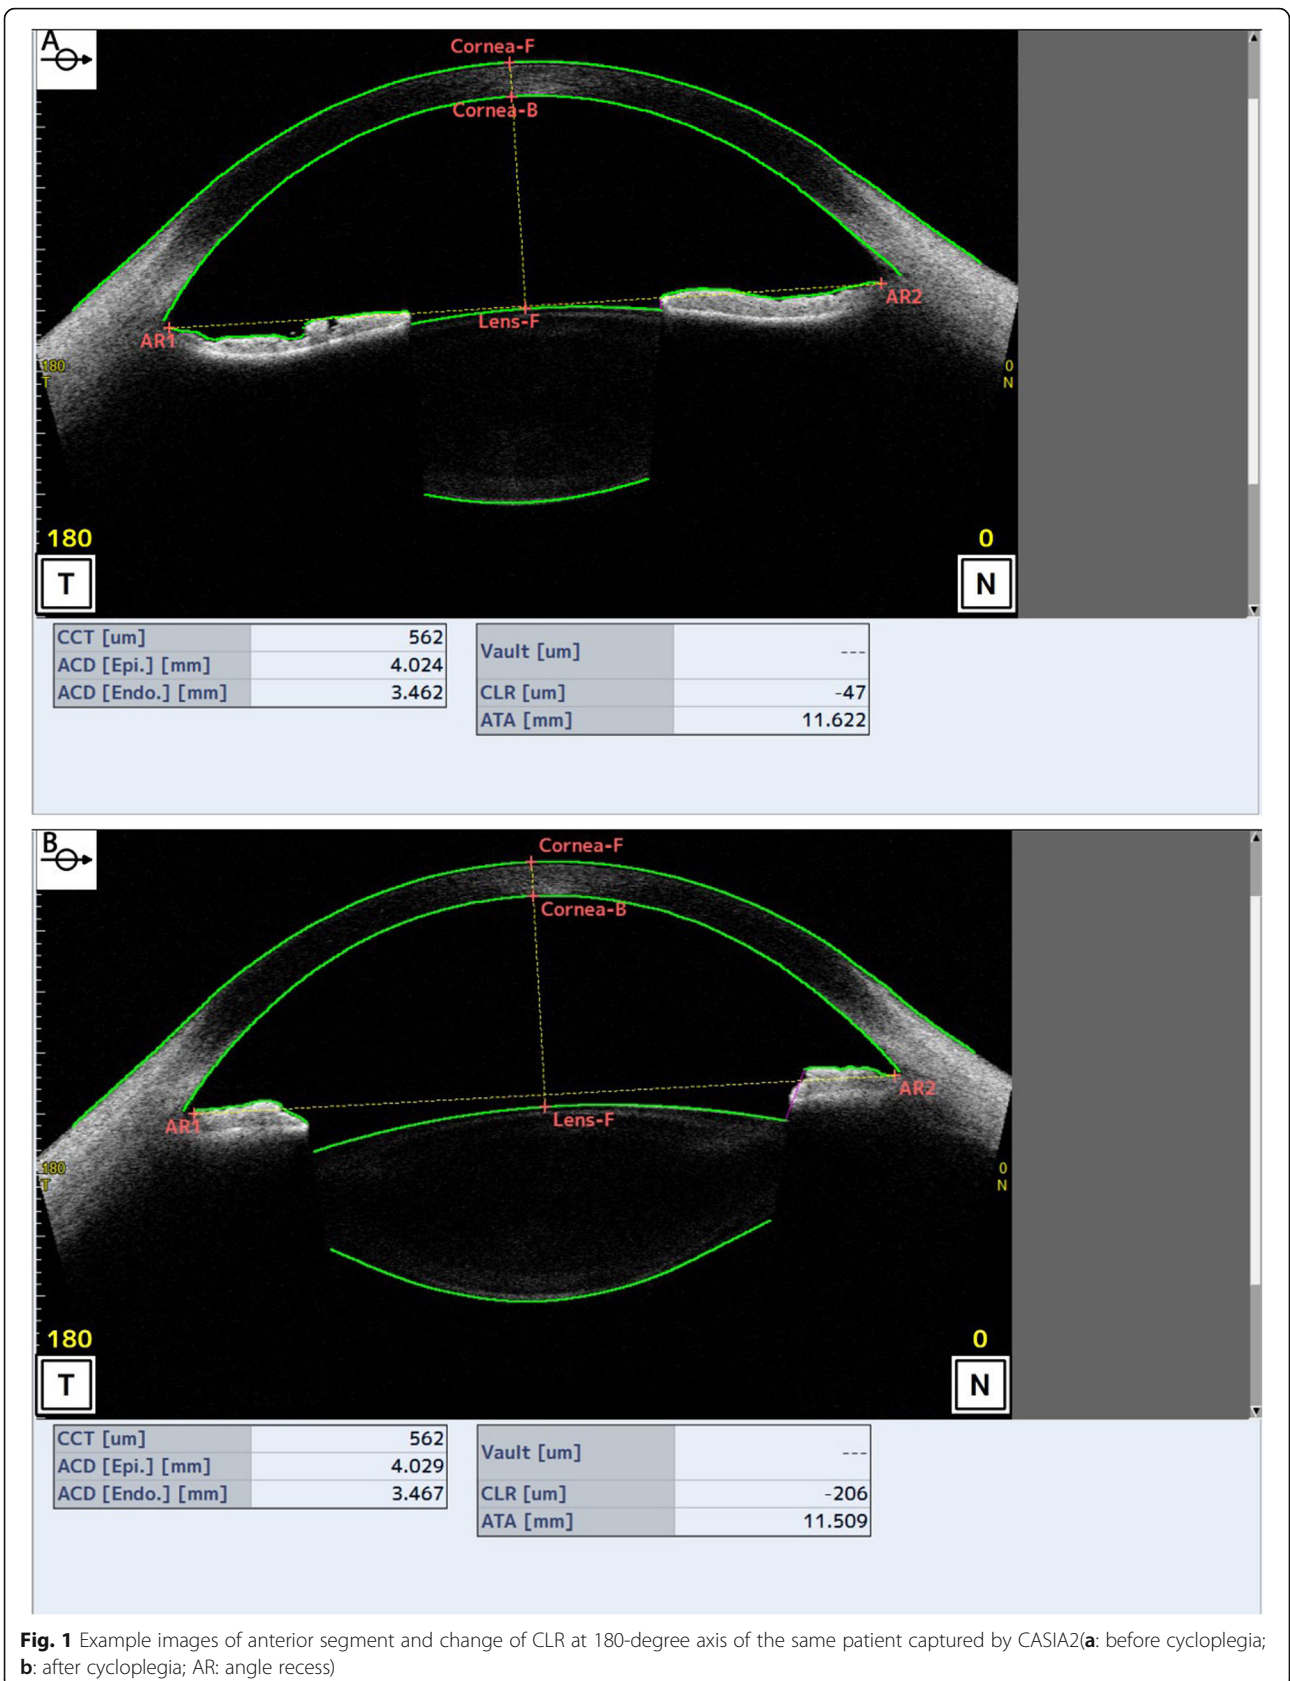 A
Cornea-F
Cornea-B
Lens-F
AR2
AR1
180
T
0
N
180
0
T
N
CCT [um] 562
ACD [Epi.] [mm] 4.024
ACD [Endo.] [mm] 3.462
Vault [um] ---
CLR [um] -47
ATA [mm] 11.622
B
Cornea-F
Cornea-B
AR2
Lens-F
AR1
180
T
0
N
180
0
T
N
CCT [um] 562
ACD [Epi.] [mm] 4.029
ACD [Endo.] [mm] 3.467
Vault [um] ---
CLR [um] -206
ATA [mm] 11.509
Fig. 1 Example images of anterior segment and change of CLR at 180-degree axis of the same patient captured by CASIA2(a: before cycloplegia;
b: after cycloplegia; AR: angle recess)